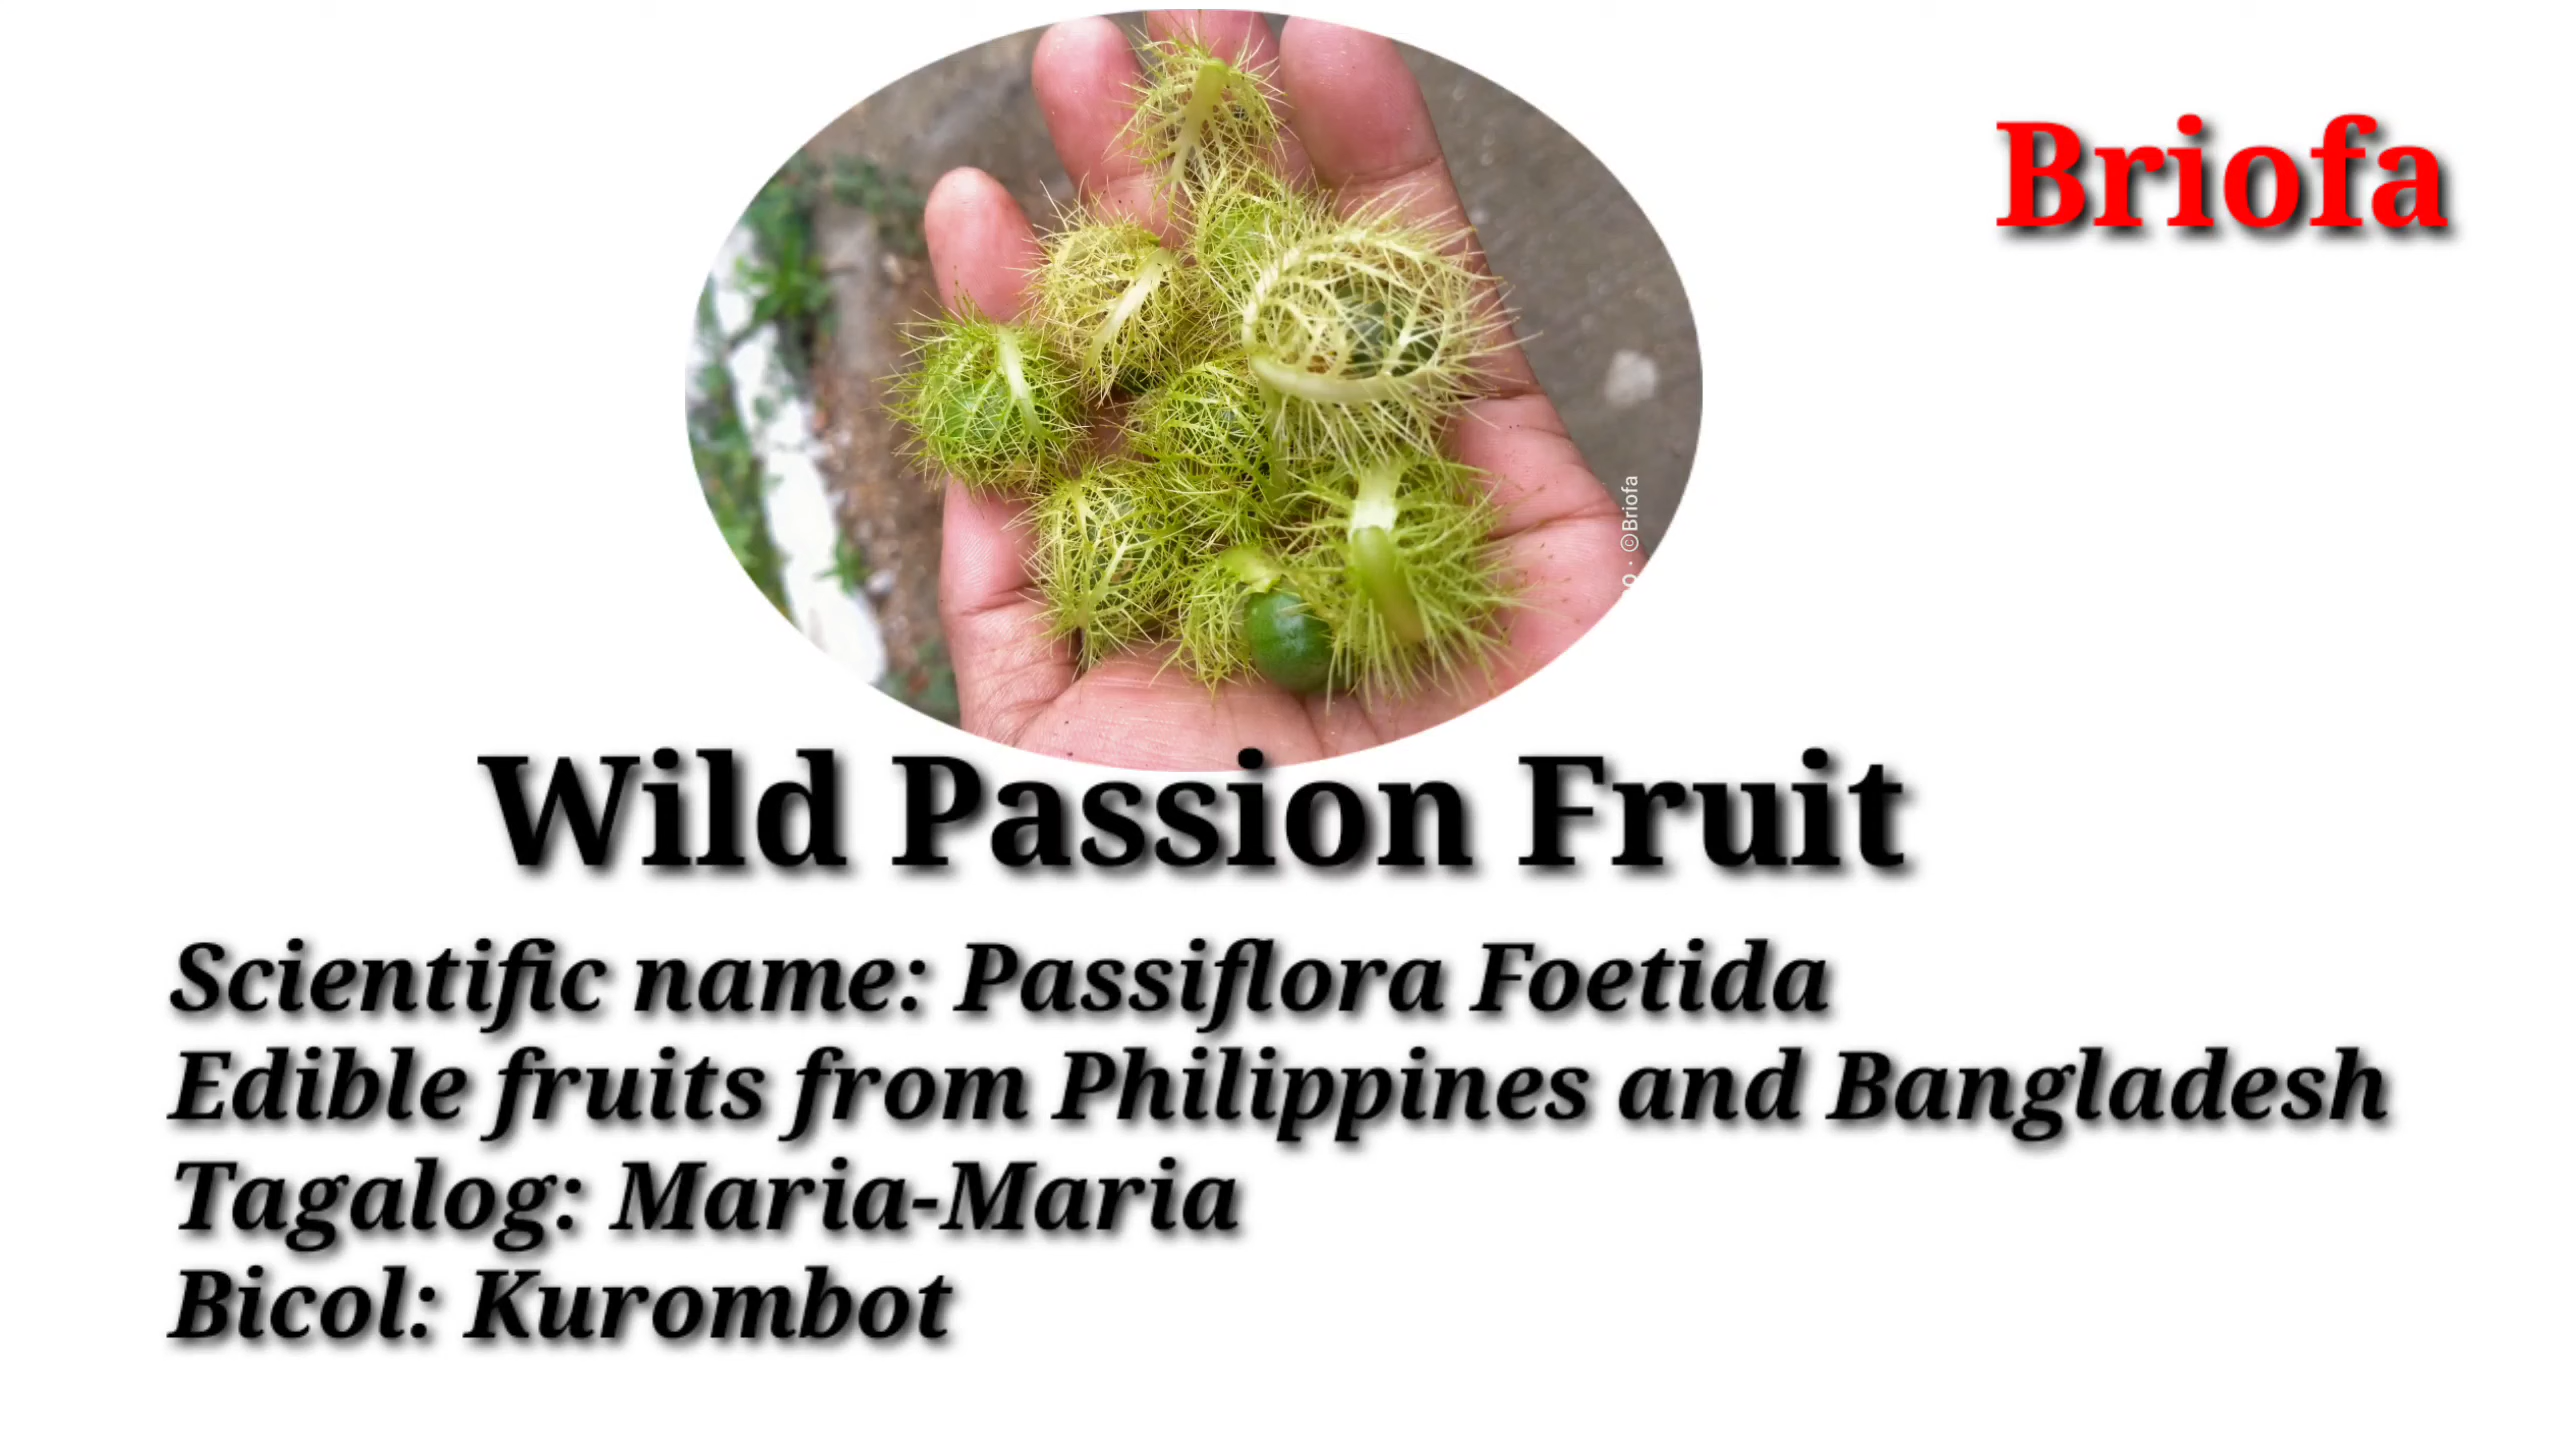 Briofa
©Briofa
Wild Passion Fruit
Scientific name: Passiflora Foetida
Edible fruits from Philippines and Bangladesh
Tagalog: Maria-Maria
Bicol: Kurombot